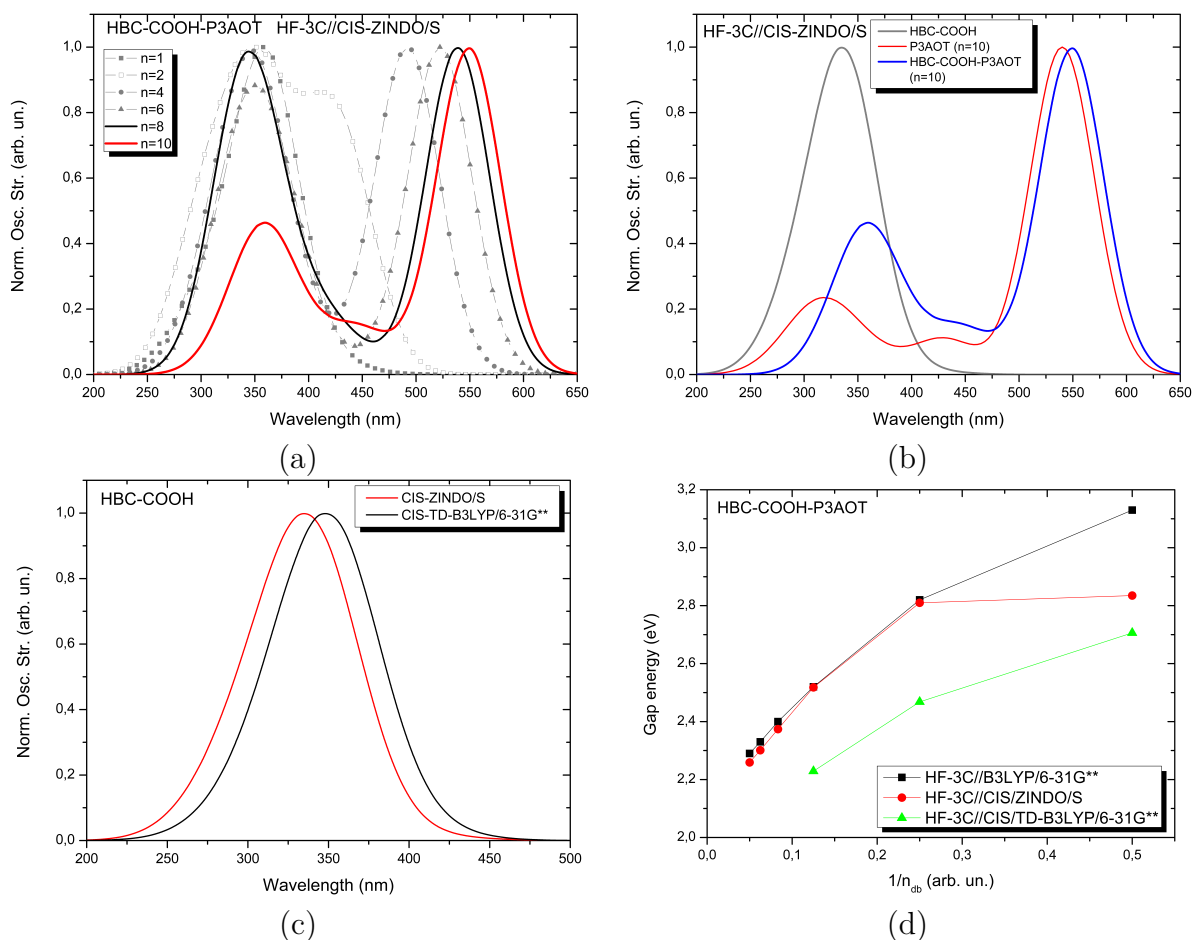 HBC-COOH-P3AOT HF-3C//CIS-ZINDO/S
n=1
n=2
n=4
n=6
n=8
n=10
Norm. Osc. Str. (arb. un.)
1,0
0,8
0,6
0,4
0,2
0,0
200 250 300 350 400 450 500 550 600 650
Wavelength (nm)
(a)
HF-3C//CIS-ZINDO/S
HBC-COOH
P3AOT (n=10)
HBC-COOH-P3AOT
(n=10)
Norm. Osc. Str. (arb. un.)
1,0
0,8
0,6
0,4
0,2
0,0
200 250 300 350 400 450 500 550 600 650
Wavelength (nm)
(b)
HBC-COOH
CIS-ZINDO/S
CIS-TD-B3LYP/6-31G**
Norm. Osc. Str. (arb. un.)
1,0
0,8
0,6
0,4
0,2
0,0
200 250 300 350 400 450 500
Wavelength (nm)
(c)
HBC-COOH-P3AOT
HF-3C//B3LYP/6-31G**
HF-3C//CIS/ZINDO/S
HF-3C//CIS/TD-B3LYP/6-31G**
Gap energy (eV)
3,2
3,0
2,8
2,6
2,4
2,2
2,0
0,0 0,1 0,2 0,3 0,4 0,5
1/n_db (arb. un.)
(d)